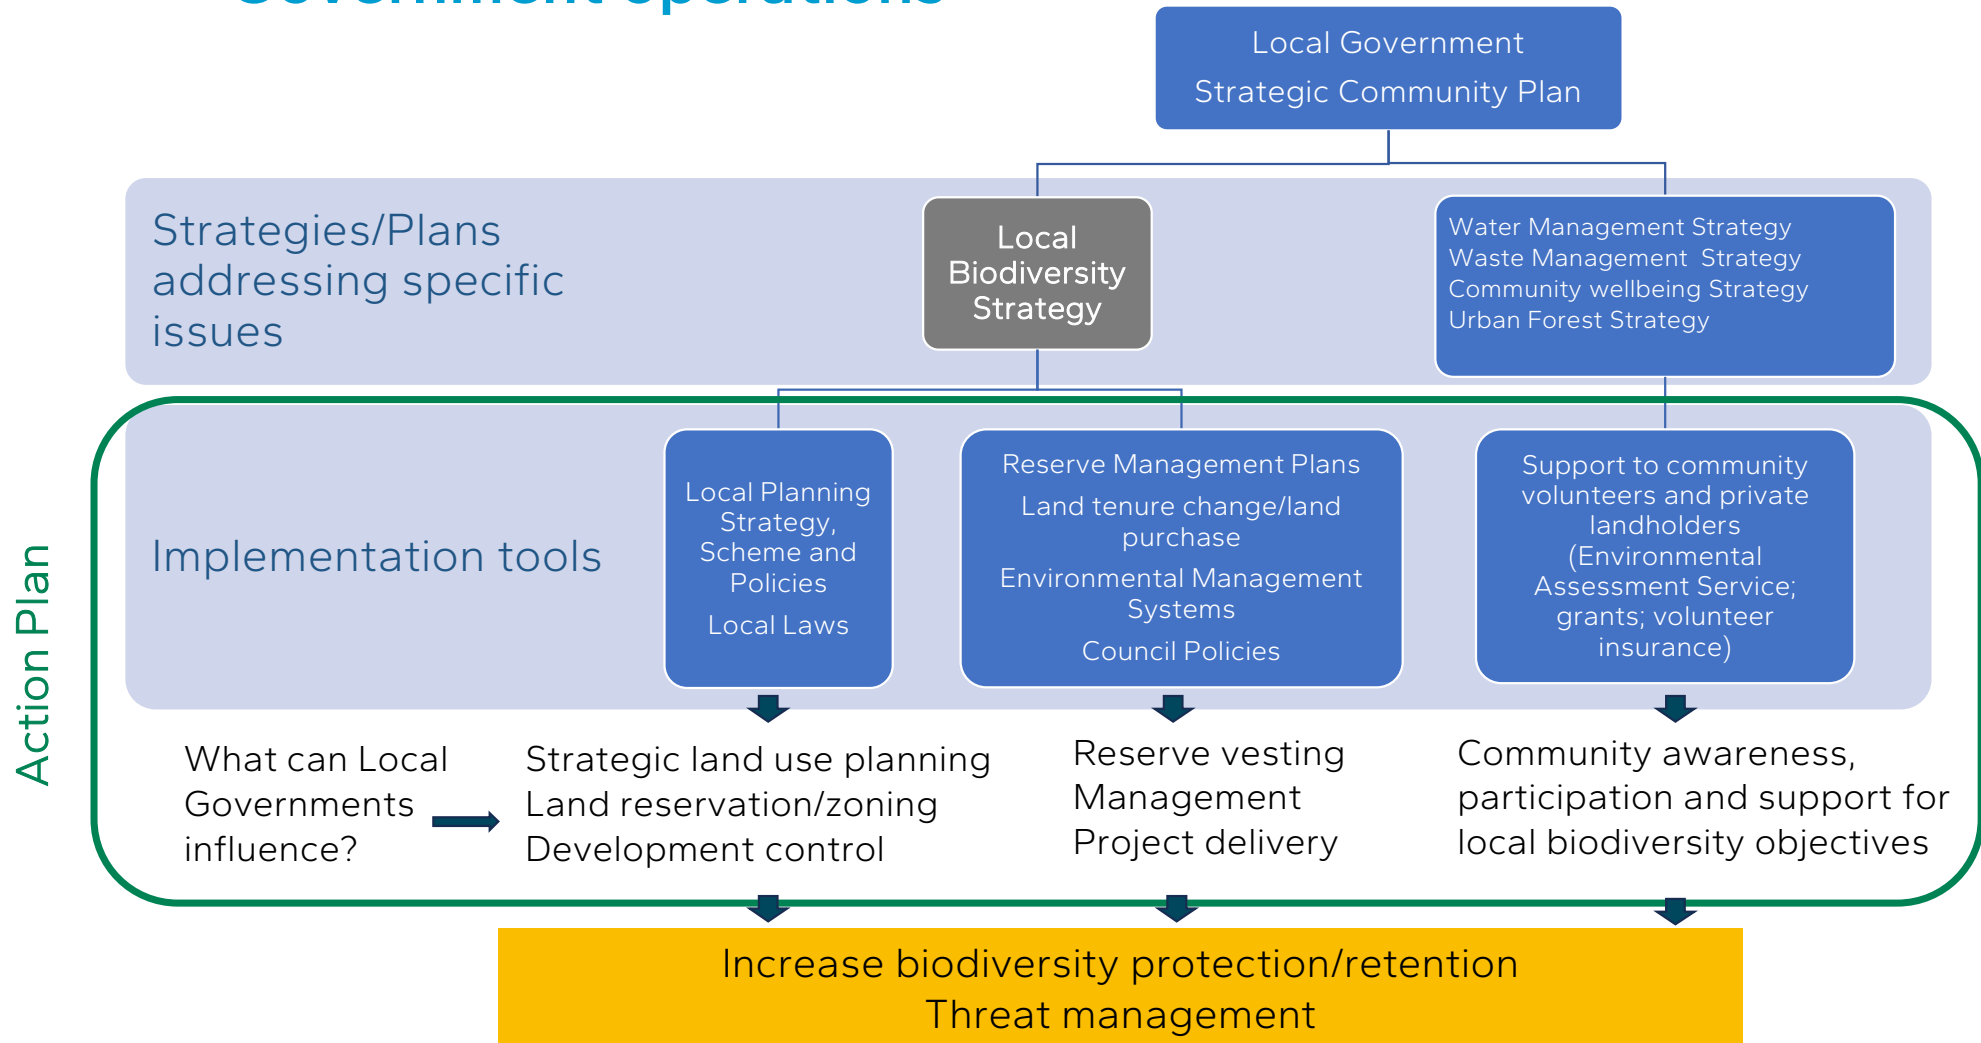 Government operations
Local Government
Strategic Community Plan
Strategies/Plans
addressing specific
issues
Local
Biodiversity
Strategy
Water Management Strategy
Waste Management  Strategy
Community wellbeing Strategy
Urban Forest Strategy
Action Plan
Implementation tools
Local Planning
Strategy,
Scheme and
Policies
Local Laws
Reserve Management Plans
Land tenure change/land
purchase
Environmental Management
Systems
Council Policies
Support to community
volunteers and private
landholders
(Environmental
Assessment Service;
grants; volunteer
insurance)
What can Local
Governments
influence?
Strategic land use planning
Land reservation/zoning
Development control
Reserve vesting
Management
Project delivery
Community awareness,
participation and support for
local biodiversity objectives
Increase biodiversity protection/retention
Threat management